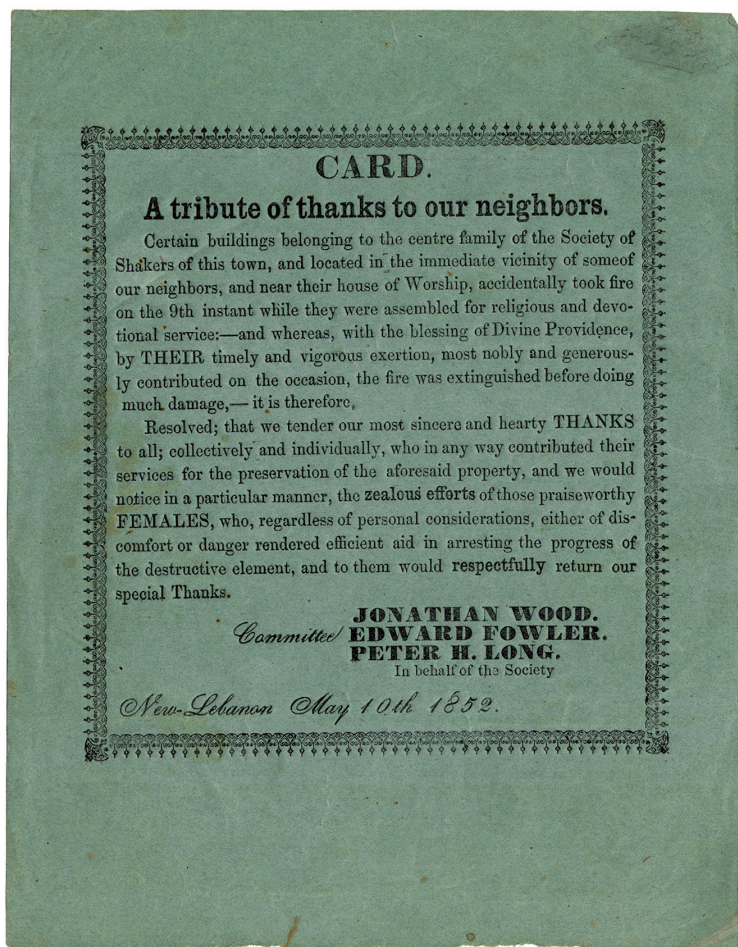 CARD.
A tribute of thanks to our neighbors.
Certain buildings belonging to the centre family of the Society of
Shakers of this town, and located in the immediate vicinity of someof
our neighbors, and near their house of Worship, accidentally took fire
on the 9th instant while they were assembled for religious and devo-
tional service:—and whereas, with the blessing of Divine Providence,
by THEIR timely and vigorous exertion, most nobly and generous-
ly contributed on the occasion, the fire was extinguished before doing
much damage,— it is therefore,
Resolved; that we tender our most sincere and hearty THANKS
to all; collectively and individually, who in any way contributed their
services for the preservation of the aforesaid property, and we would
notice in a particular manner, the zealous efforts of those praiseworthy
FEMALES, who, regardless of personal considerations, either of dis-
comfort or danger rendered efficient aid in arresting the progress of
the destructive element, and to them would respectfully return our
special Thanks.
JONATHAN WOOD.
Committee EDWARD FOWLER.
PETER H. LONG.
In behalf of the Society
New-Lebanon May 10th 1852.